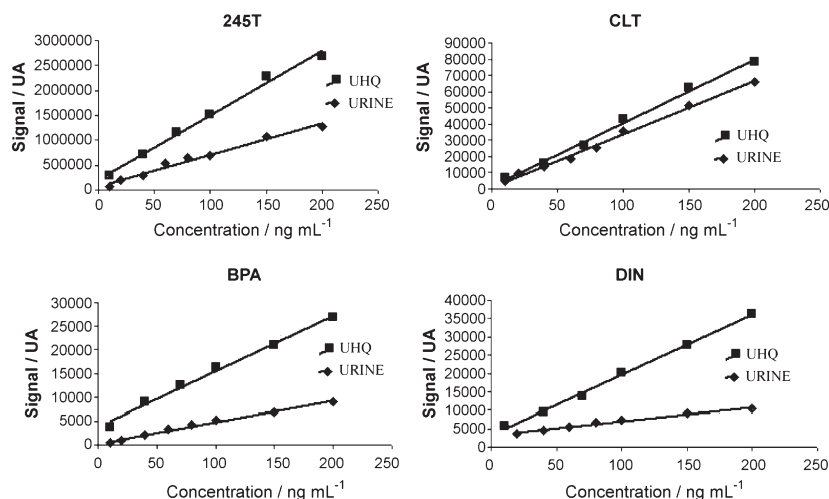 245T
Signal / UA
3000000
2500000
2000000
1500000
1000000
500000
0
0 50 100 150 200 250
Concentration / ng mL-1
UHQ
URINE
CLT
Signal / UA
90000
80000
70000
60000
50000
40000
30000
20000
10000
0
0 50 100 150 200 250
Concentration / ng mL-1
UHQ
URINE
BPA
Signal / UA
30000
25000
20000
15000
10000
5000
0
0 50 100 150 200 250
Concentration / ng mL-1
UHQ
URINE
DIN
Signal / UA
40000
35000
30000
25000
20000
15000
10000
5000
0
0 50 100 150 200 250
Concentration / ng mL-1
UHQ
URINE